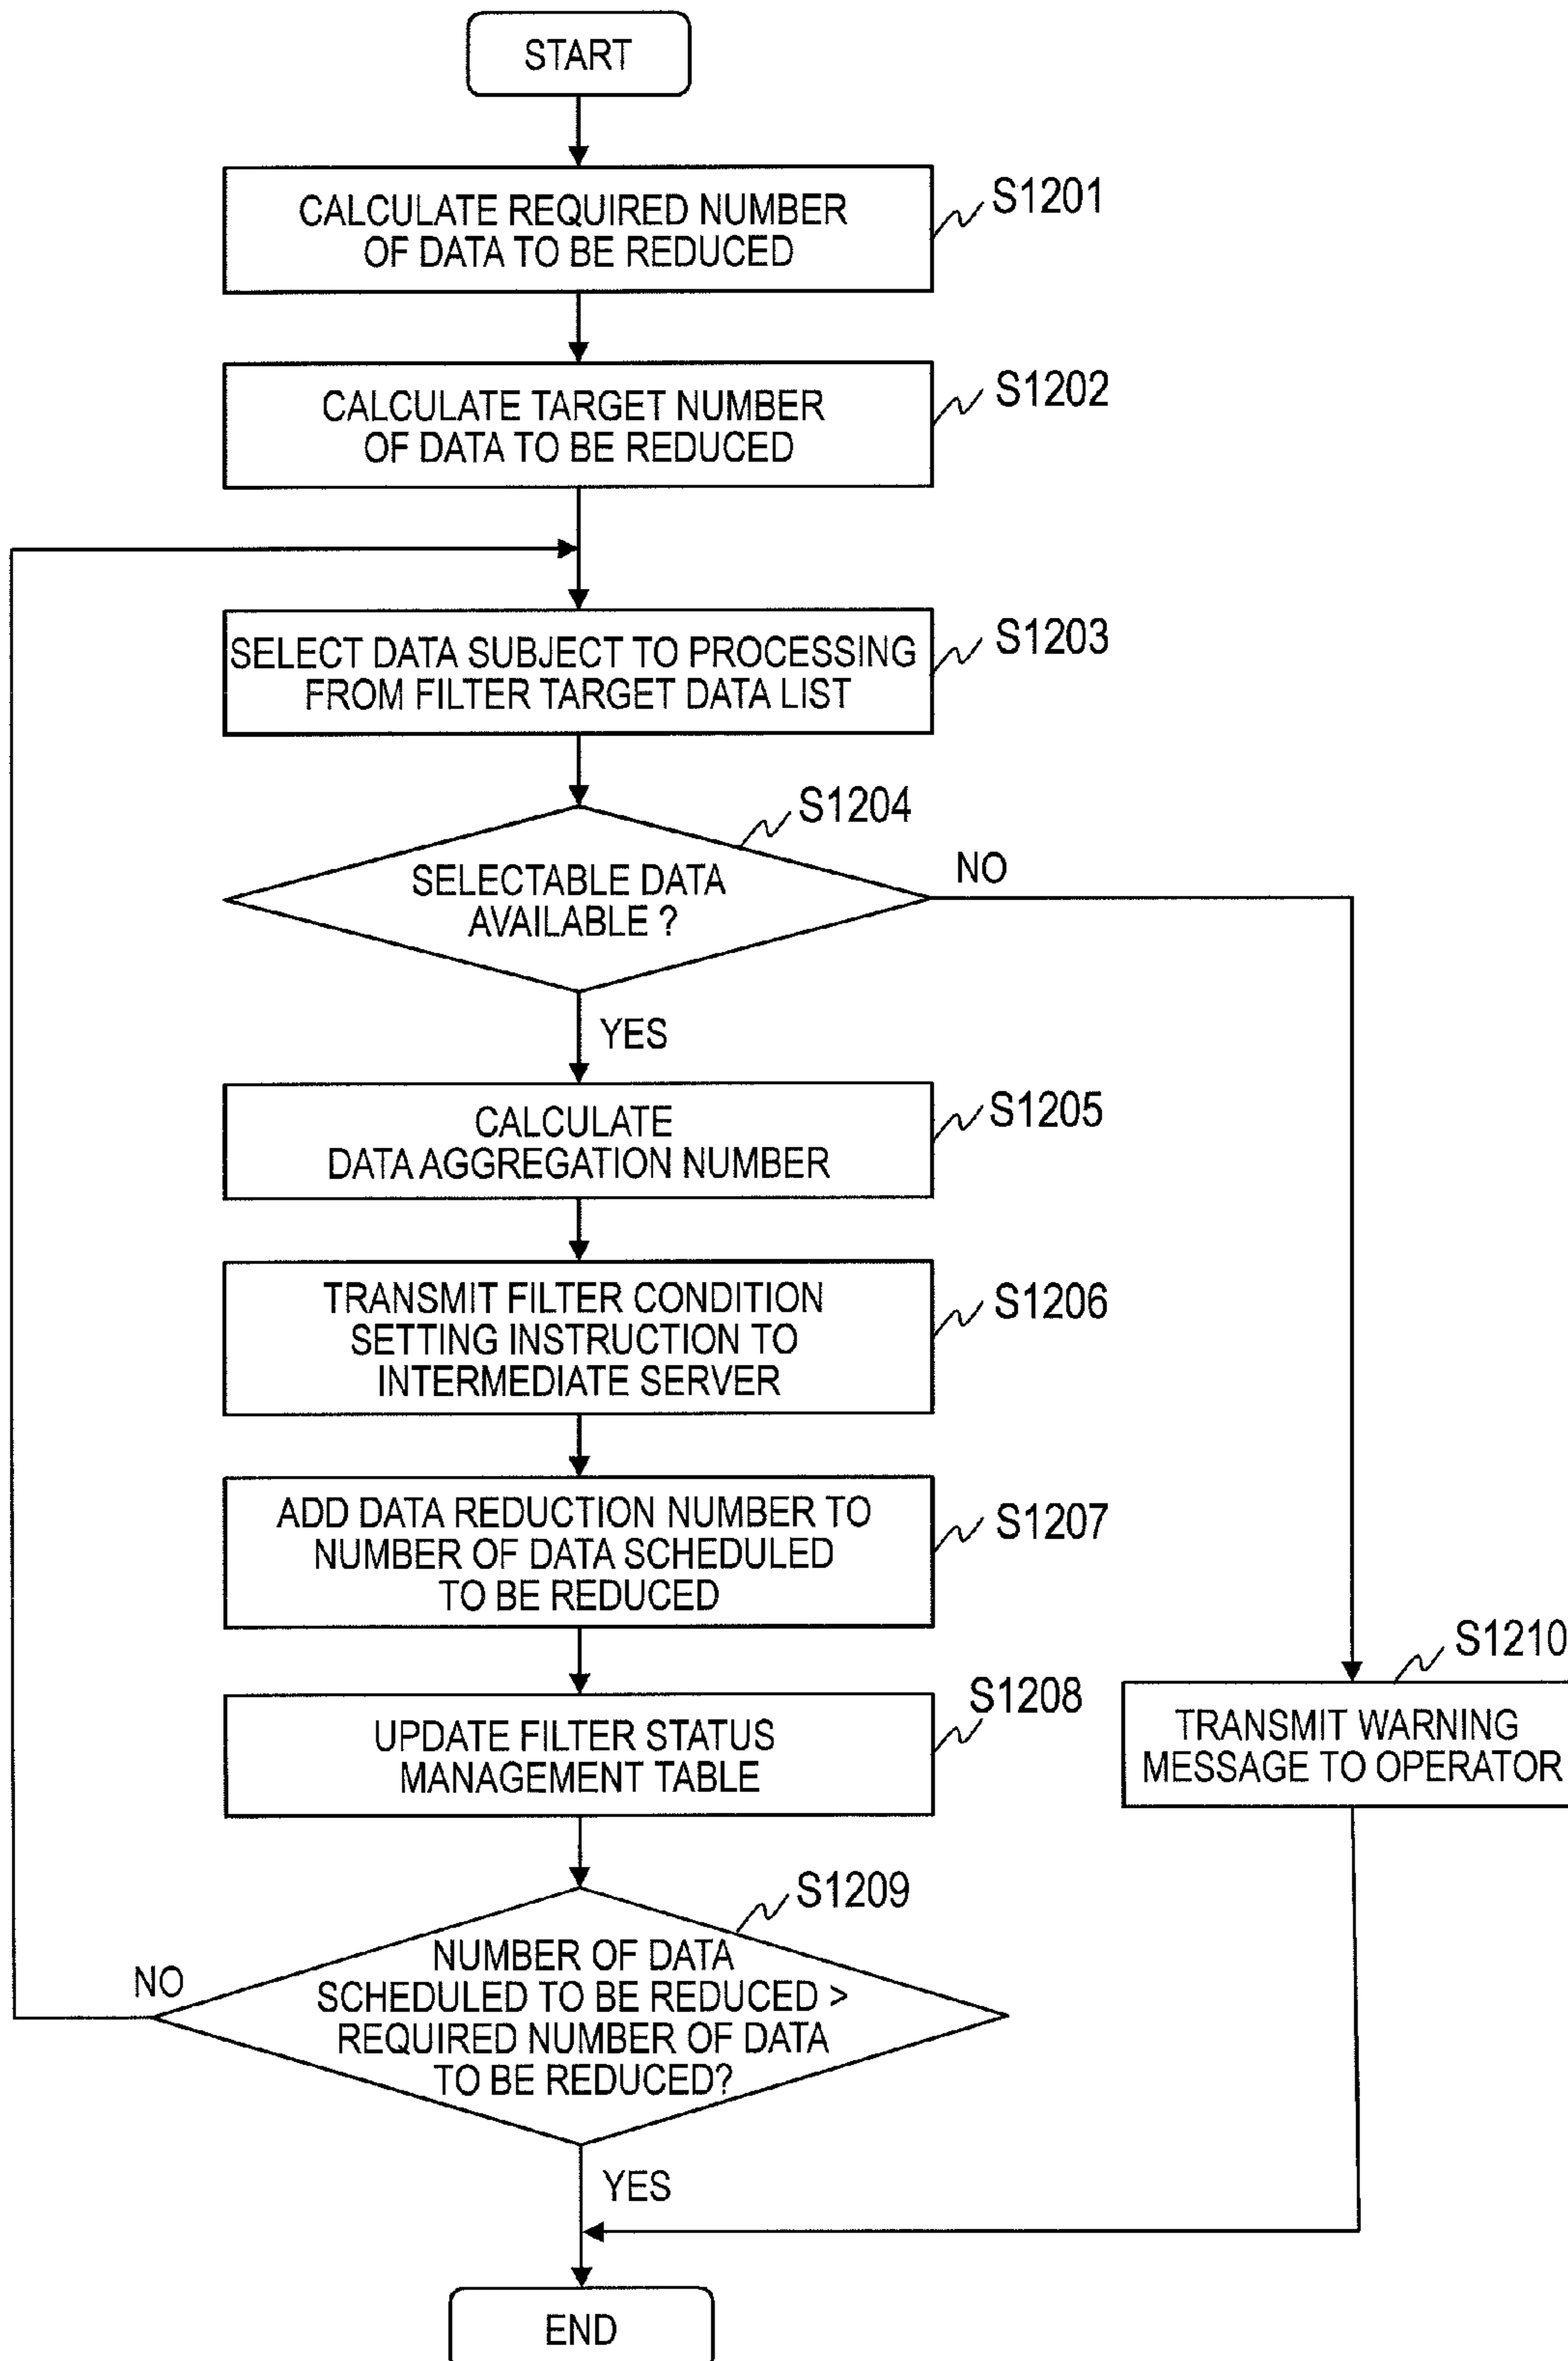 START
CALCULATE REQUIRED NUMBER
OF DATA TO BE REDUCED
S1201
CALCULATE TARGET NUMBER
OF DATA TO BE REDUCED
S1202
SELECT DATA SUBJECT TO PROCESSING
FROM FILTER TARGET DATA LIST
S1203
S1204
SELECTABLE DATA
AVAILABLE ?
NO
YES
CALCULATE
DATA AGGREGATION NUMBER
S1205
TRANSMIT FILTER CONDITION
SETTING INSTRUCTION TO
INTERMEDIATE SERVER
S1206
ADD DATA REDUCTION NUMBER TO
NUMBER OF DATA SCHEDULED
TO BE REDUCED
S1207
UPDATE FILTER STATUS
MANAGEMENT TABLE
S1208
S1210
TRANSMIT WARNING
MESSAGE TO OPERATOR
S1209
NUMBER OF DATA
SCHEDULED TO BE REDUCED >
REQUIRED NUMBER OF DATA
TO BE REDUCED?
NO
YES
END